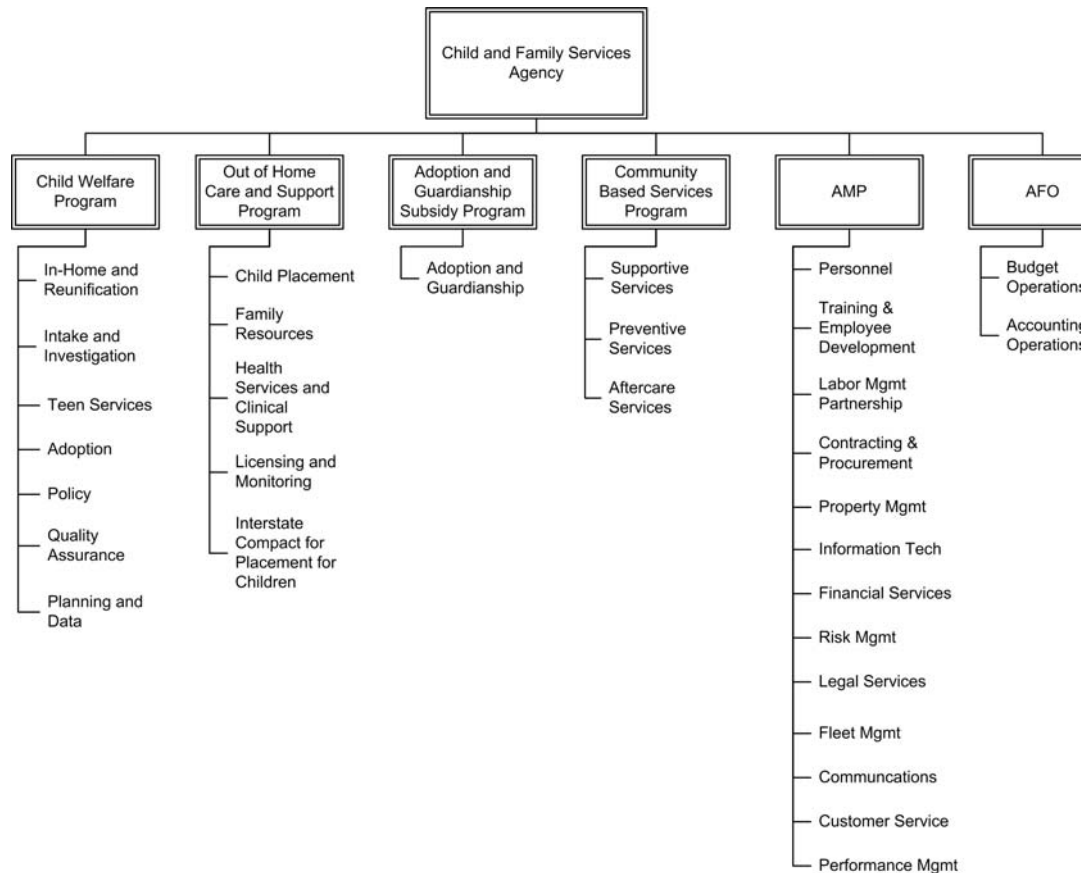 Child and Family Services
Agency
Child Welfare
Program
In-Home and
Reunification
Intake and
Investigation
Teen Services
Adoption
Policy
Quality
Assurance
Planning and
Data
Out of Home
Care and Support
Program
Child Placement
Family
Resources
Health
Services and
Clinical
Support
Licensing and
Monitoring
Interstate
Compact for
Placement for
Children
Adoption and
Guardianship
Subsidy Program
Adoption and
Guardianship
Community
Based Services
Program
Supportive
Services
Preventive
Services
Aftercare
Services
AMP
Personnel
Training &
Employee
Development
Labor Mgmt
Partnership
Contracting &
Procurement
Property Mgmt
Information Tech
Financial Services
Risk Mgmt
Legal Services
Fleet Mgmt
Communcations
Customer Service
Performance Mgmt
AFO
Budget
Operations
Accounting
Operations